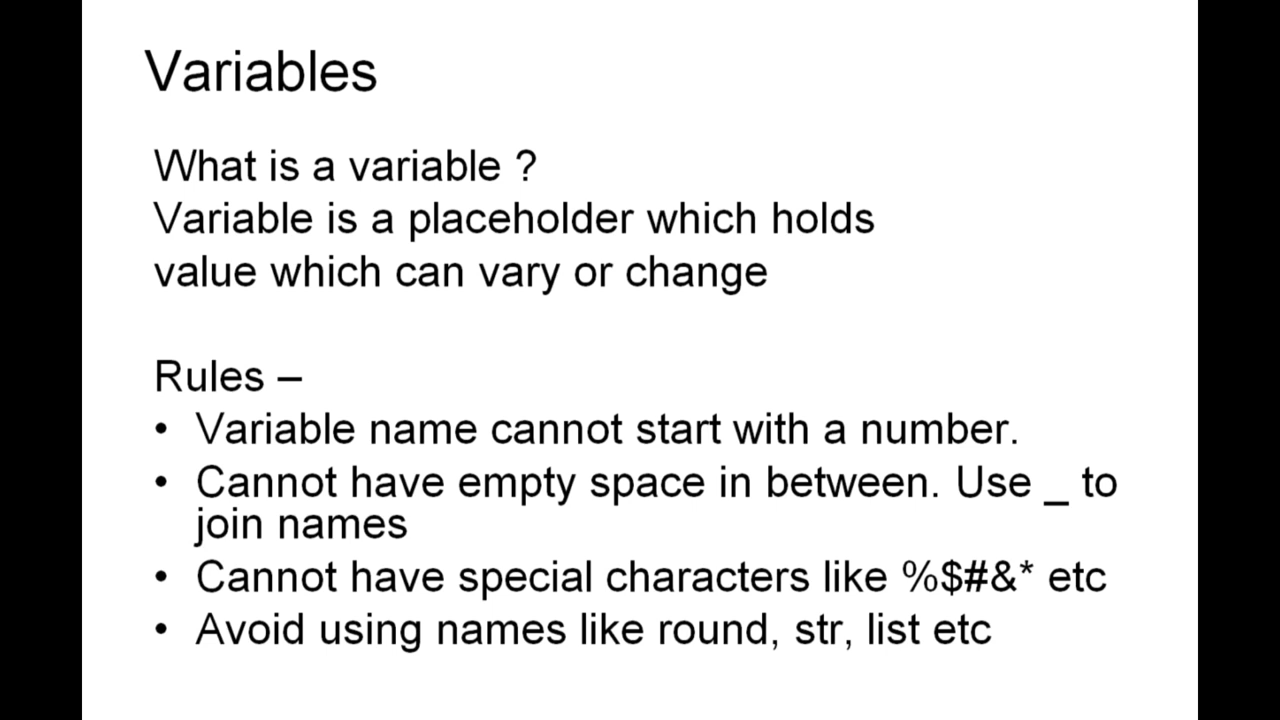 Variables
What is a variable ?
Variable is a placeholder which holds
value which can vary or change
Rules –
• Variable name cannot start with a number.
• Cannot have empty space in between. Use _ to
join names
• Cannot have special characters like %$#&* etc
• Avoid using names like round, str, list etc